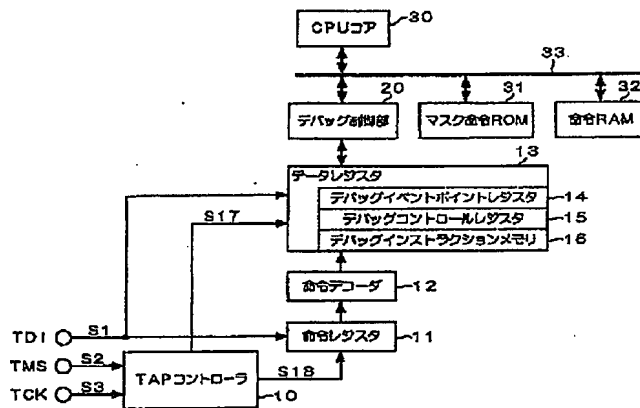 30
CPUコア
33
20
31
32
デバッグ制御部
マスク命令ROM
命令RAM
13
データレジスタ
デバッグイベントポイントレジスタ
14
S17
デバッグコントロールレジスタ
15
デバッグインストラクションメモリ
16
命令デコーダ
12
TDI
S1
命令レジスタ
11
TMS
S2
TAPコントローラ
S18
TCK
S3
10